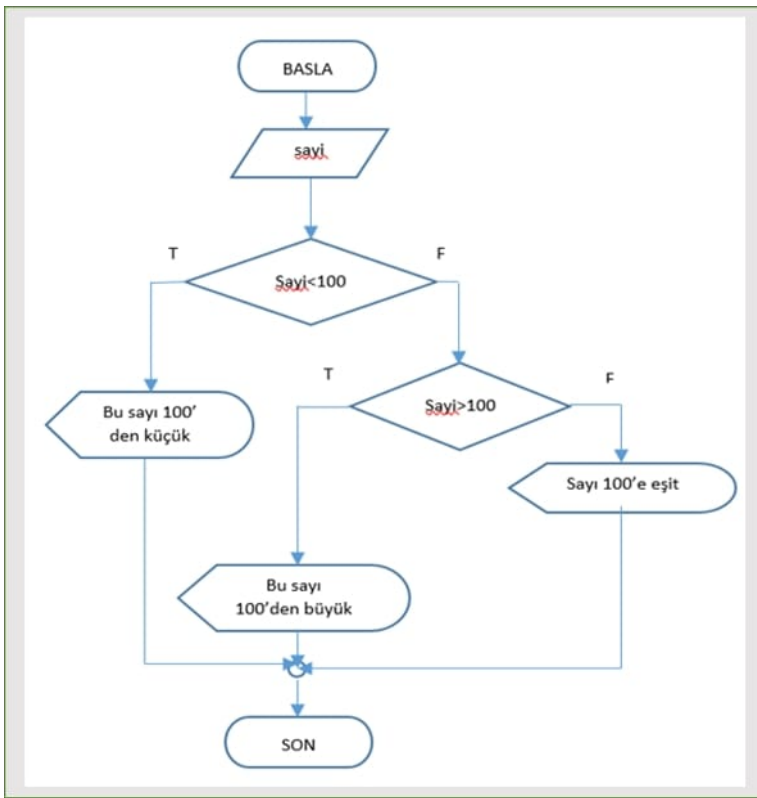 BASLA
sayi
T
F
Sayi<100
T
F
Bu sayı 100'
den küçük
Sayi>100
Sayı 100'e eşit
Bu sayı
100'den büyük
SON